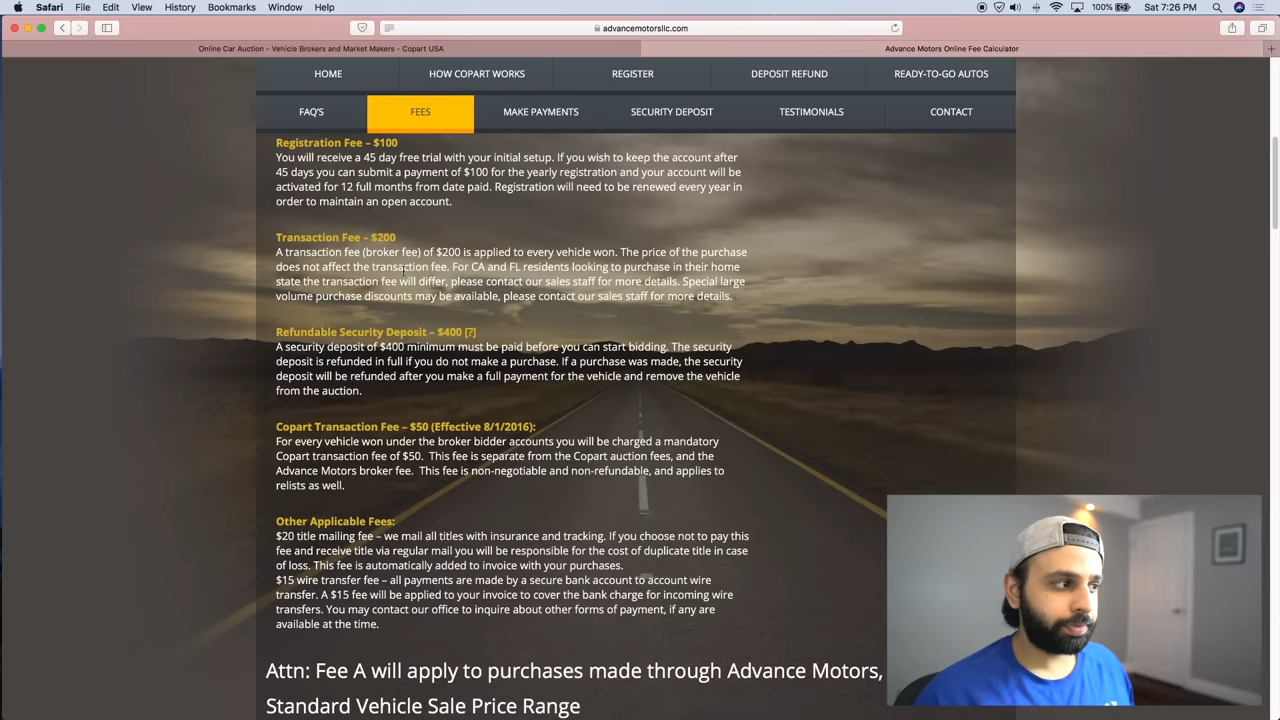 Safari File Edit View History Bookmarks Window Help
100% Sat 7:26 PM
advancemotorsllc.com
Online Car Auction - Vehicle Brokers and Market Makers - Copart USA
Advance Motors Online Fee Calculator
HOME HOW COPART WORKS REGISTER DEPOSIT REFUND READY-TO-GO AUTOS
FAQ'S FEES MAKE PAYMENTS SECURITY DEPOSIT TESTIMONIALS CONTACT
Registration Fee – $100
You will receive a 45 day free trial with your initial setup. If you wish to keep the account after
45 days you can submit a payment of $100 for the yearly registration and your account will be
activated for 12 full months from date paid. Registration will need to be renewed every year in
order to maintain an open account.
Transaction Fee – $200
A transaction fee (broker fee) of $200 is applied to every vehicle won. The price of the purchase
does not affect the transaction fee. For CA and FL residents looking to purchase in their home
state the transaction fee will differ, please contact our sales staff for more details. Special large
volume purchase discounts may be available, please contact our sales staff for more details.
Refundable Security Deposit – $400 [?]
A security deposit of $400 minimum must be paid before you can start bidding. The security
deposit is refunded in full if you do not make a purchase. If a purchase was made, the security
deposit will be refunded after you make a full payment for the vehicle and remove the vehicle
from the auction.
Copart Transaction Fee – $50 (Effective 8/1/2016):
For every vehicle won under the broker bidder accounts you will be charged a mandatory
Copart transaction fee of $50. This fee is separate from the Copart auction fees, and the
Advance Motors broker fee. This fee is non-negotiable and non-refundable, and applies to
relists as well.
Other Applicable Fees:
$20 title mailing fee – we mail all titles with insurance and tracking. If you choose not to pay this
fee and receive title via regular mail you will be responsible for the cost of duplicate title in case
of loss. This fee is automatically added to invoice with your purchases.
$15 wire transfer fee – all payments are made by a secure bank account to account wire
transfer. A $15 fee will be applied to your invoice to cover the bank charge for incoming wire
transfers. You may contact our office to inquire about other forms of payment, if any are
available at the time.
Attn: Fee A will apply to purchases made through Advance Motors,
Standard Vehicle Sale Price Range